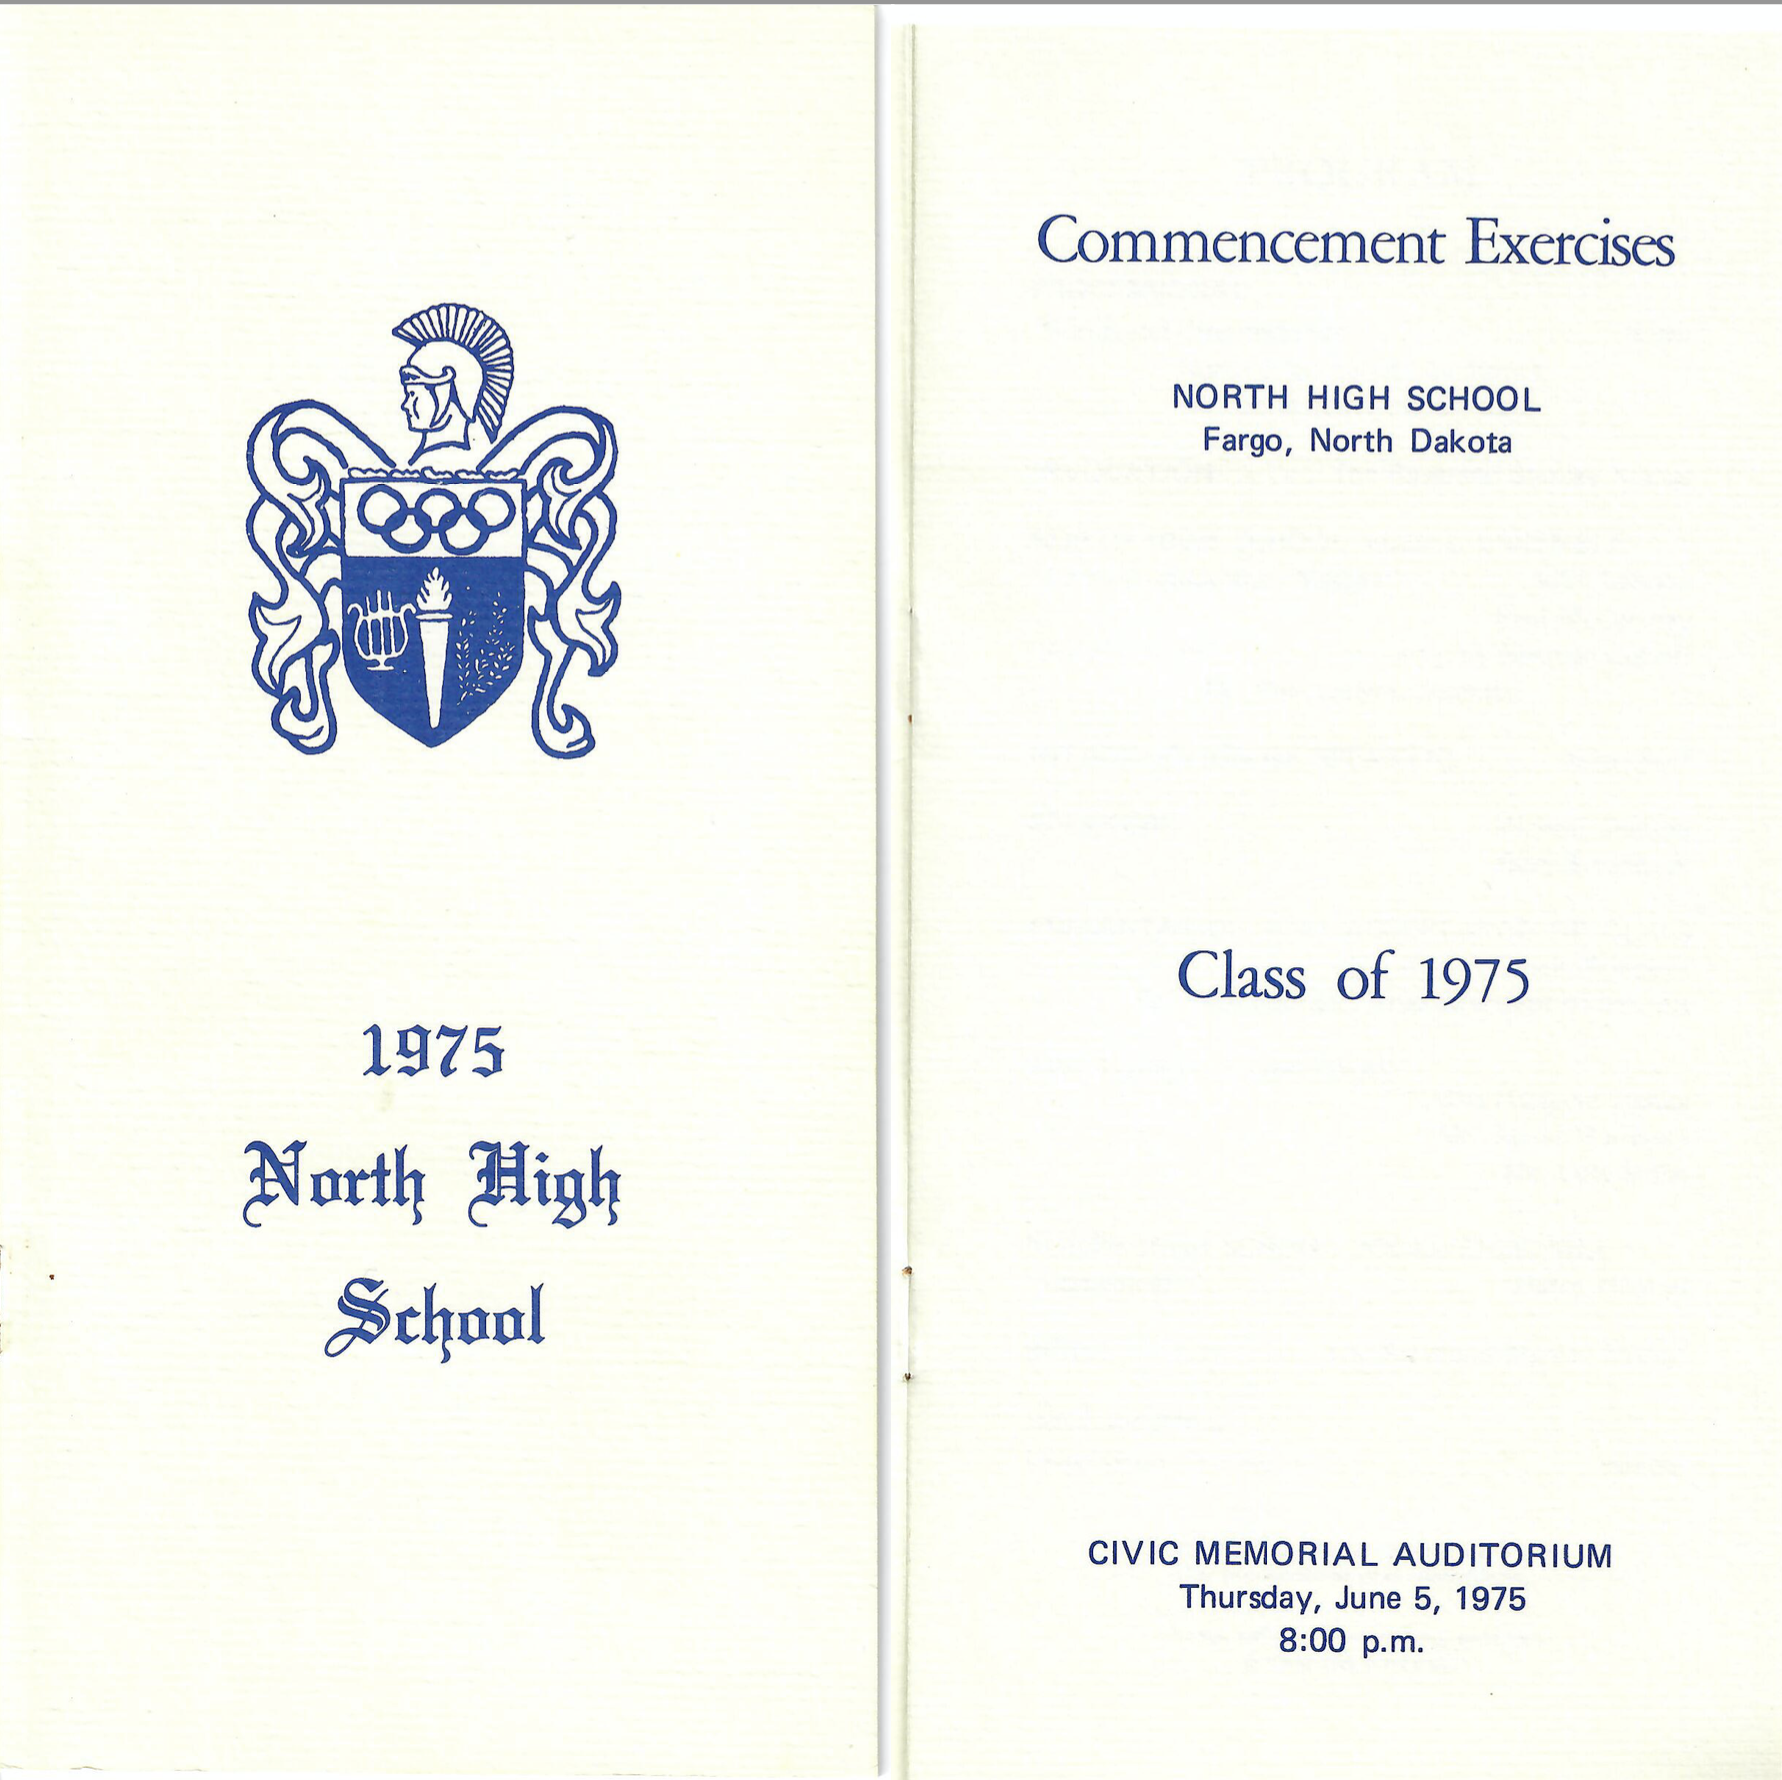 1975
North High
School
Commencement Exercises
NORTH HIGH SCHOOL
Fargo, North Dakota
Class of 1975
CIVIC MEMORIAL AUDITORIUM
Thursday, June 5, 1975
8:00 p.m.